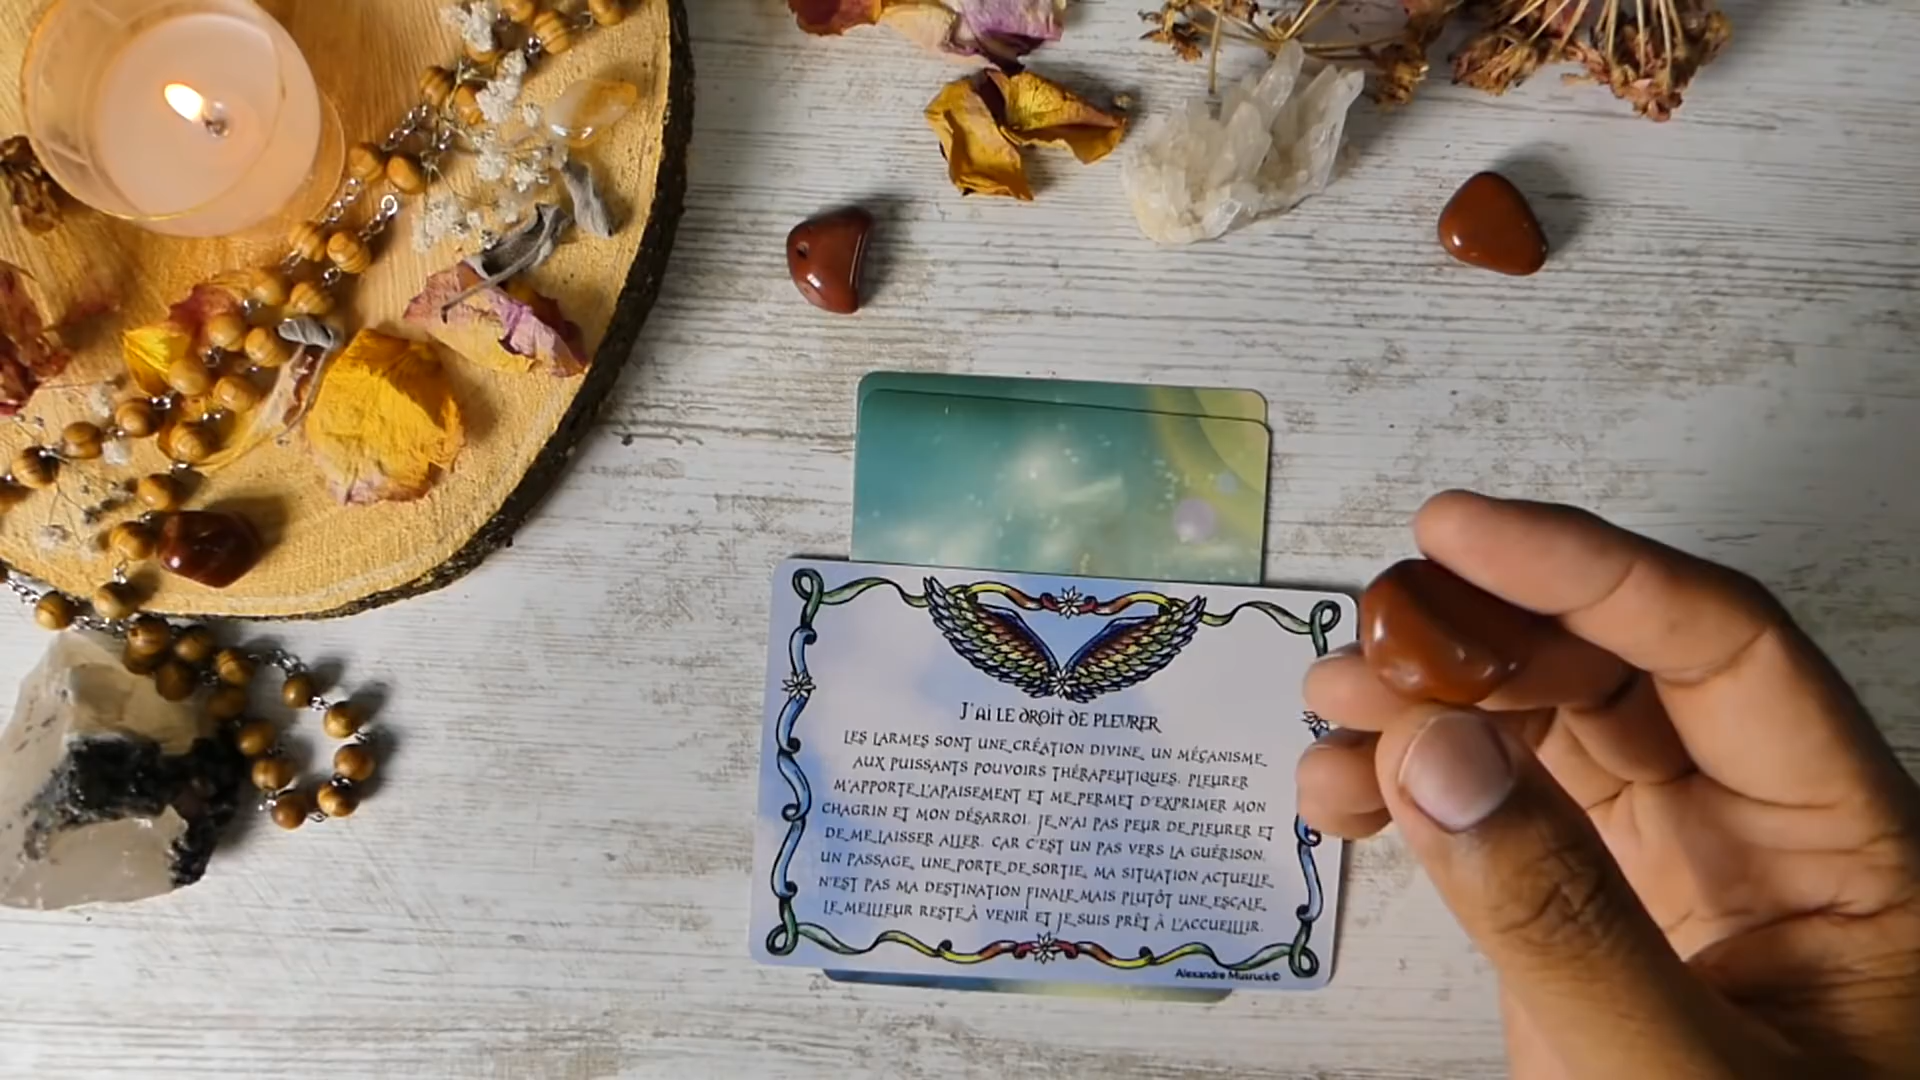 J'ai le droit de pleurer
Les larmes sont une création divine, un mécanisme
aux puissants pouvoirs thérapeutiques. Pleurer
m'apporte l'apaisement et me permet d'exprimer mon
chagrin et mon désarroi. Je n'ai pas peur de pleurer et
de me laisser aller, car c'est un pas vers la guérison,
un passage, une porte de sortie. Ma situation actuelle
n'est pas ma destination finale mais plutôt une escale.
Le meilleur reste à venir et je suis prêt à l'accueillir.
Alexandre Musruck©